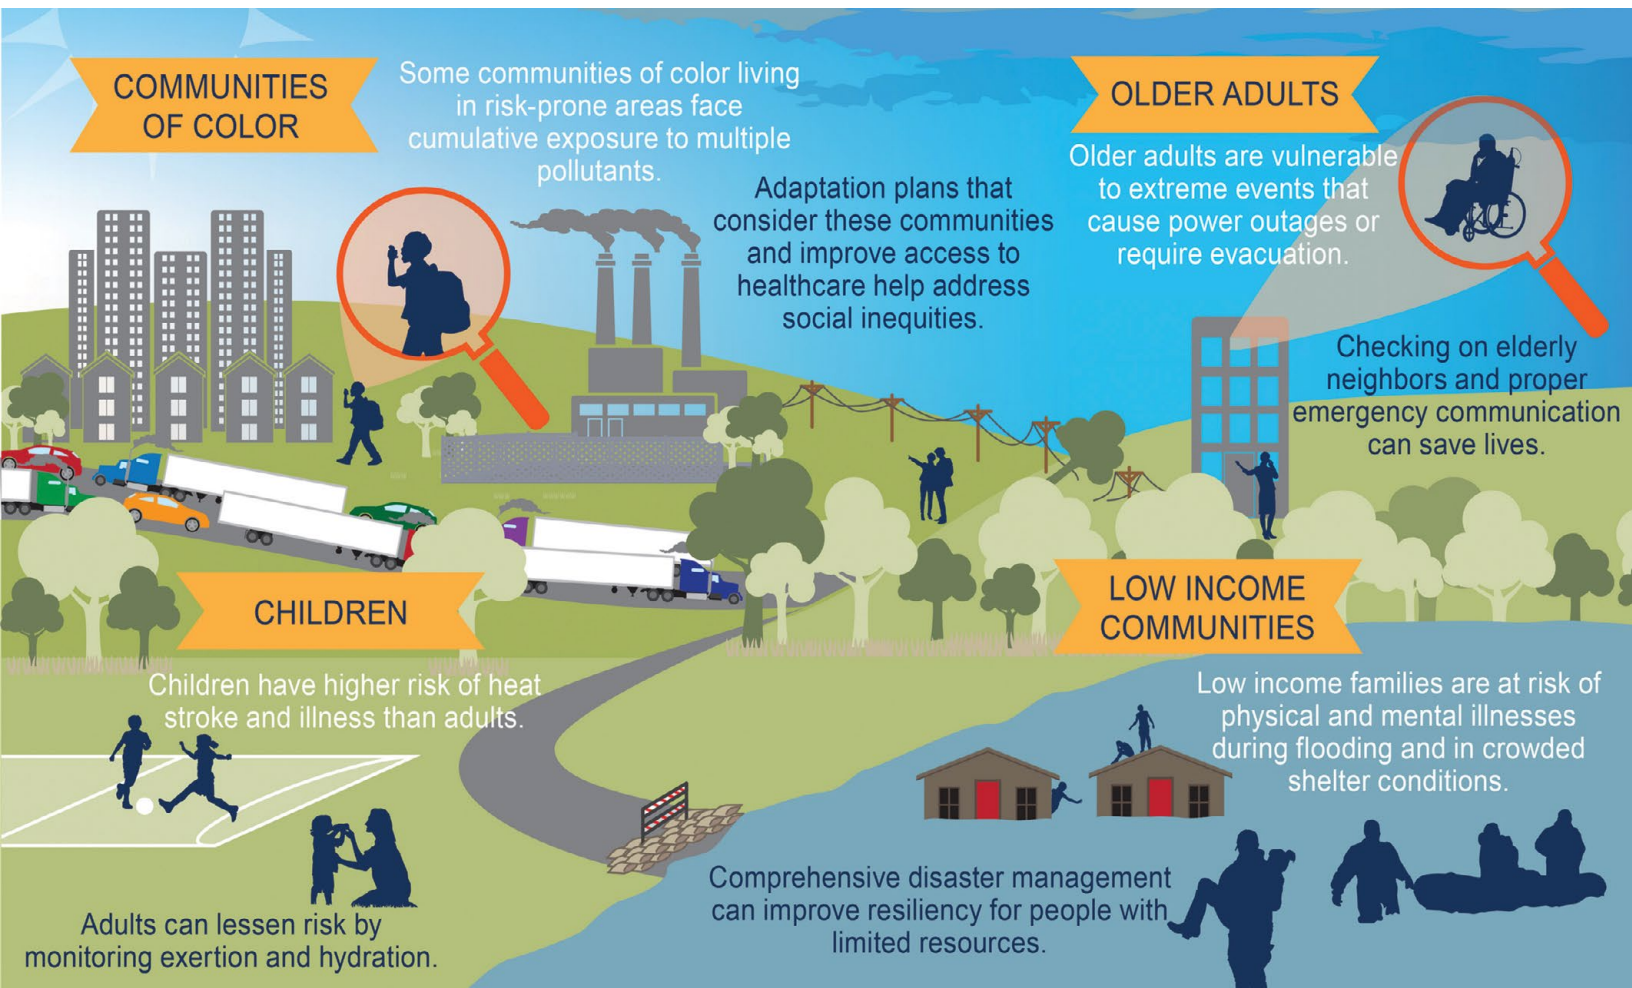 COMMUNITIES
OF COLOR
Some communities of color living
in risk-prone areas face
cumulative exposure to multiple
pollutants.
Adaptation plans that
consider these communities
and improve access to
healthcare help address
social inequities.
OLDER ADULTS
Older adults are vulnerable
to extreme events that
cause power outages or
require evacuation.
Checking on elderly
neighbors and proper
emergency communication
can save lives.
CHILDREN
Children have higher risk of heat
stroke and illness than adults.
Adults can lessen risk by
monitoring exertion and hydration.
LOW INCOME
COMMUNITIES
Low income families are at risk of
physical and mental illnesses
during flooding and in crowded
shelter conditions.
Comprehensive disaster management
can improve resiliency for people with
limited resources.